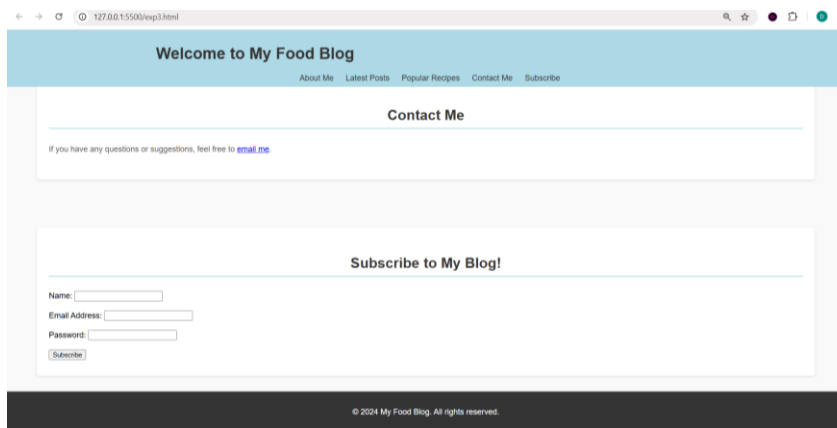 127.0.0.1:5500/exp3.html
Welcome to My Food Blog
About Me Latest Posts Popular Recipes Contact Me Subscribe
Contact Me
If you have any questions or suggestions, feel free to email me.
Subscribe to My Blog!
Name:
Email Address:
Password:
Subscribe
© 2024 My Food Blog. All rights reserved.